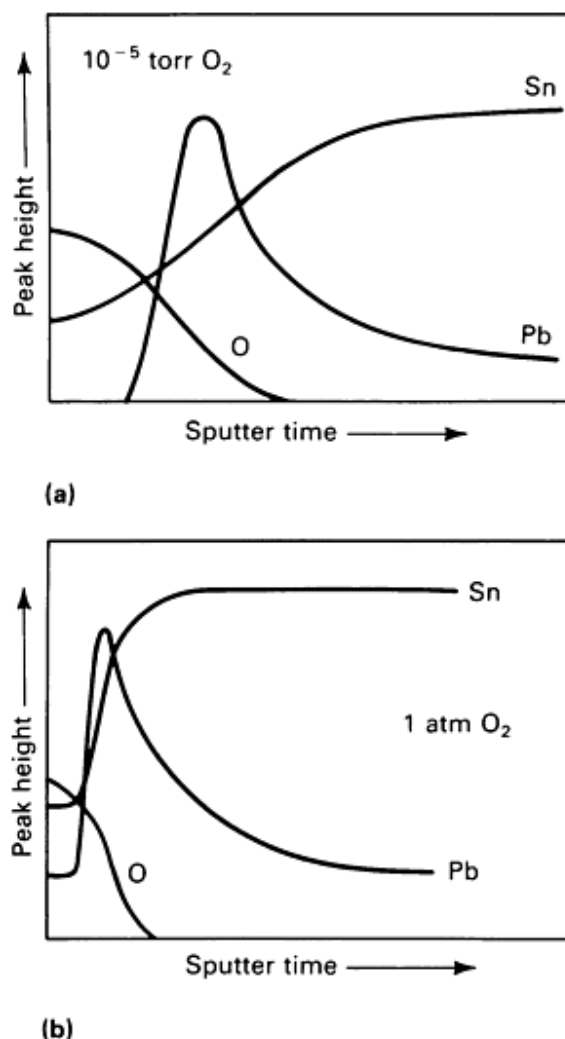 10⁻⁵ torr O₂
Sn
Peak height
O
Pb
Sputter time
(a)
Sn
1 atm O₂
Peak height
O
Pb
Sputter time
(b)